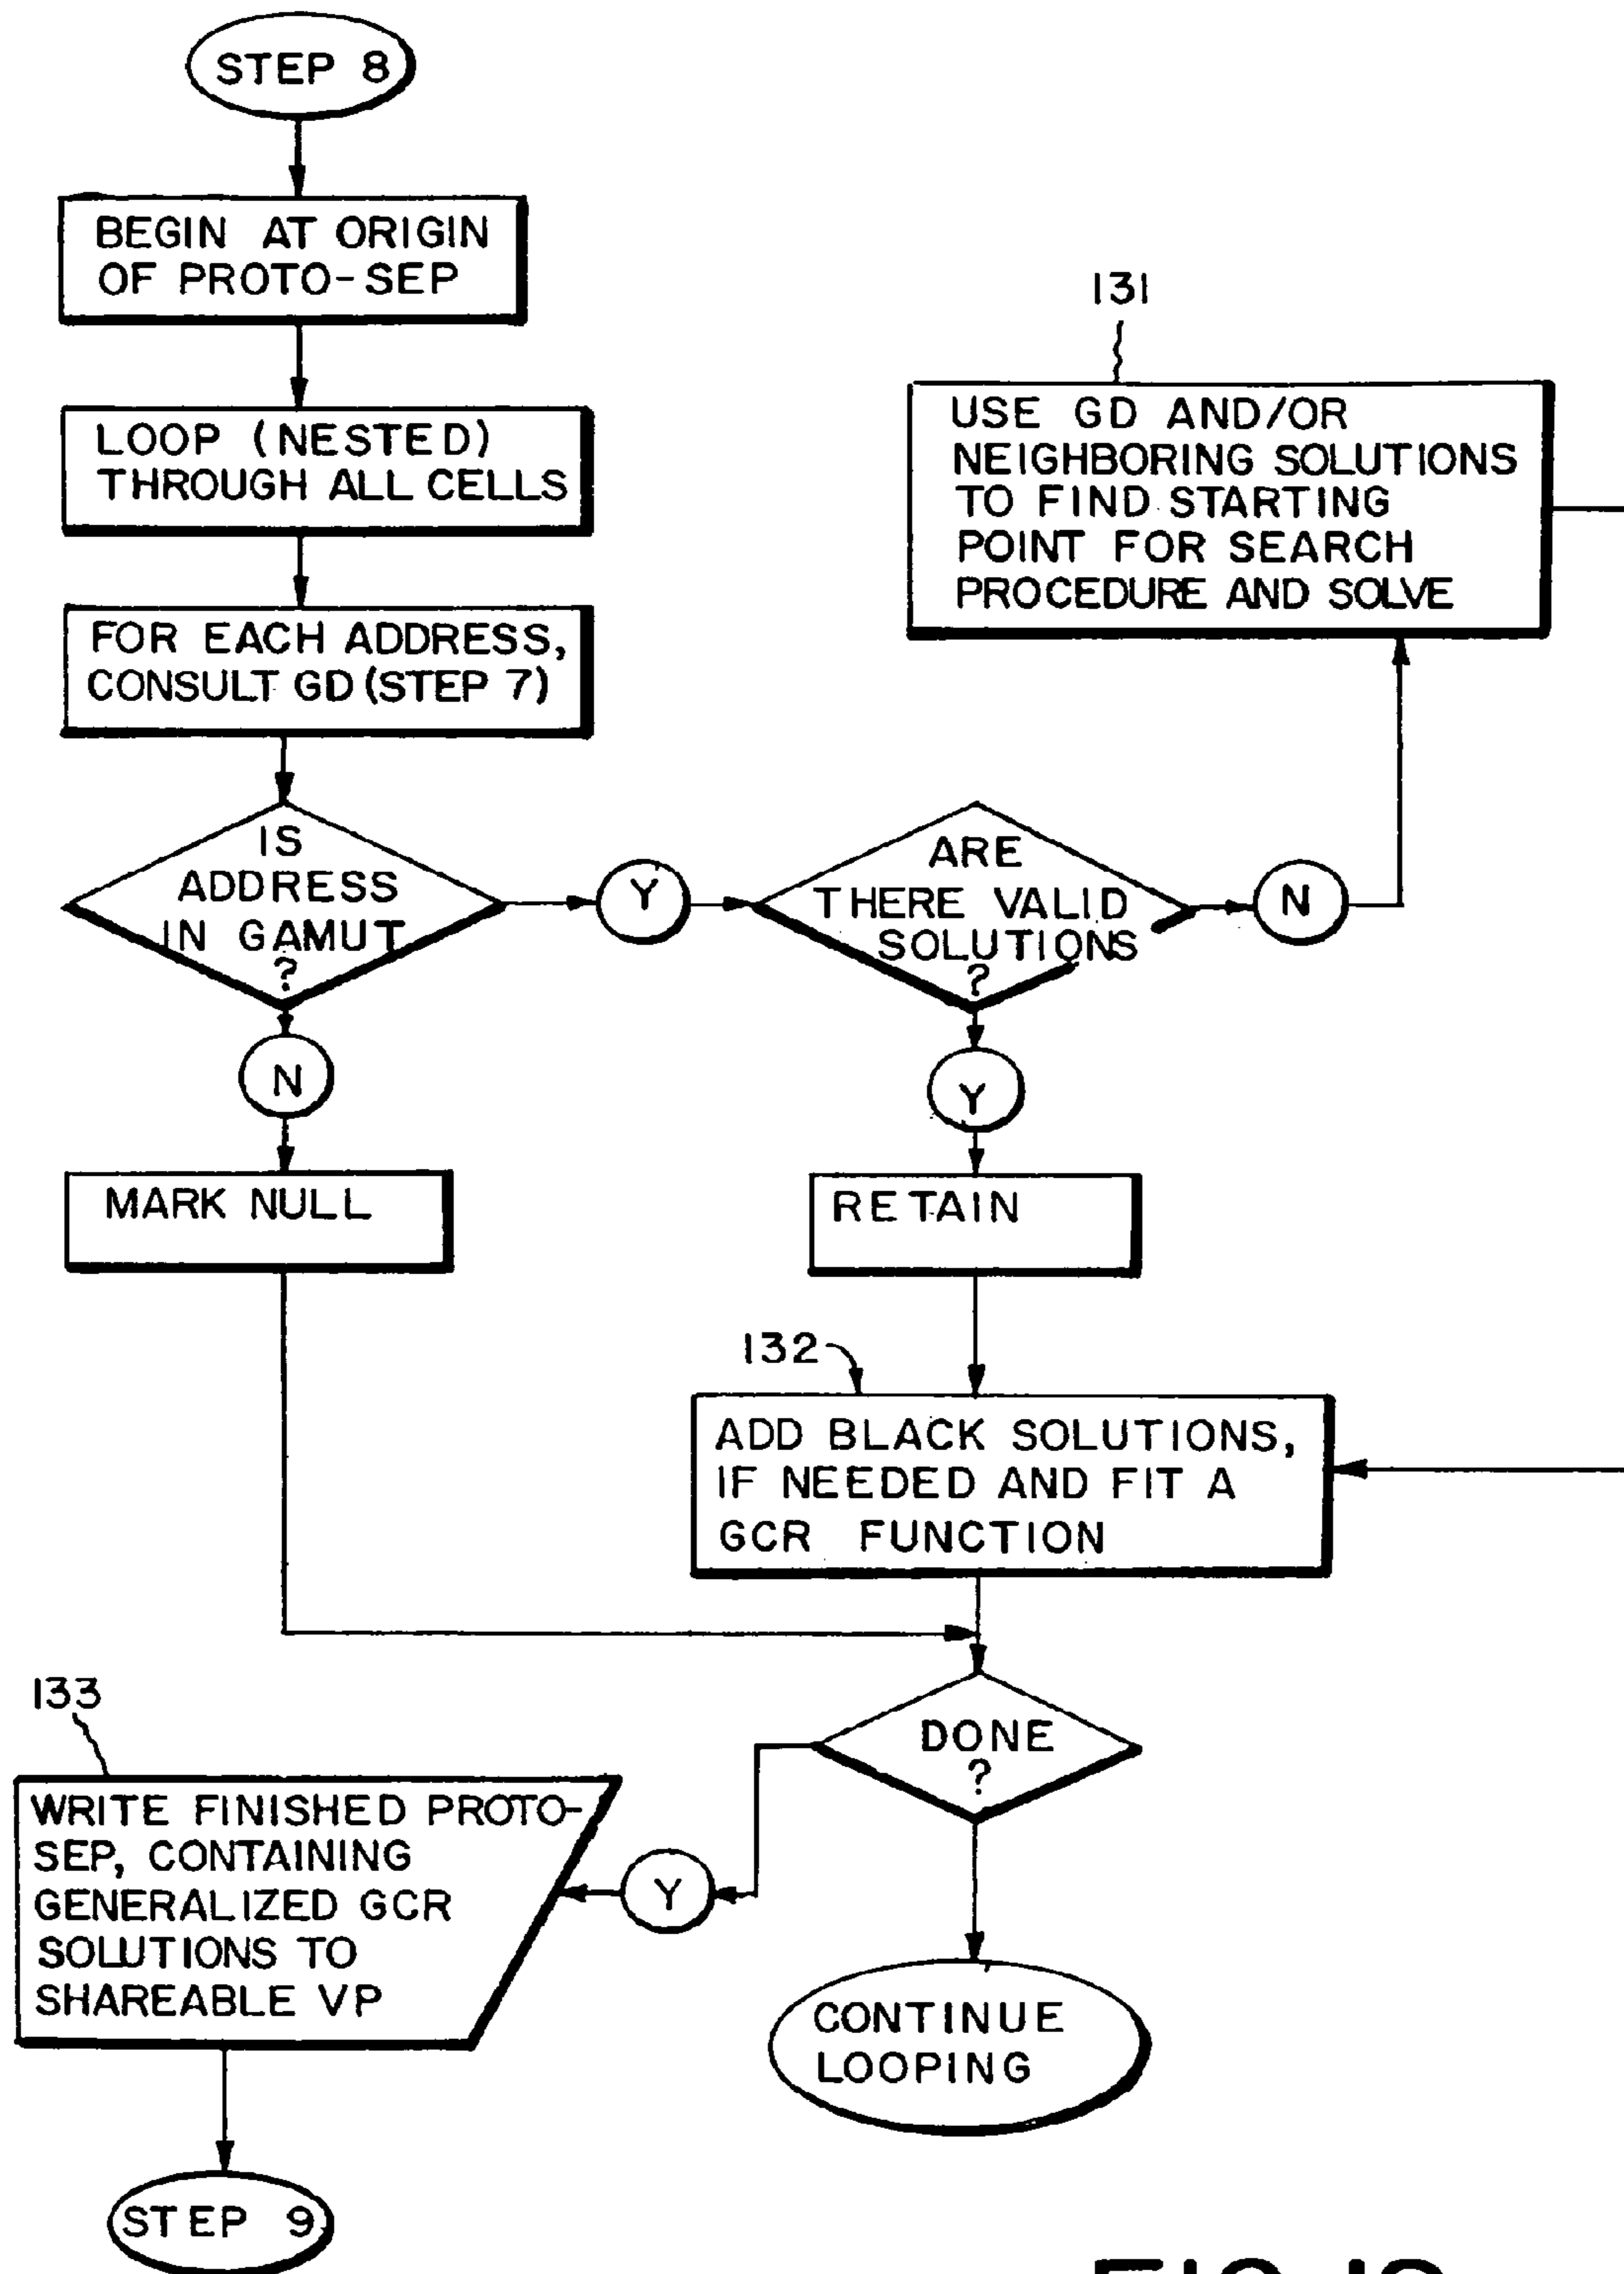 STEP 8
BEGIN AT ORIGIN
OF PROTO-SEP
LOOP (NESTED)
THROUGH ALL CELLS
FOR EACH ADDRESS,
CONSULT GD (STEP 7)
131
USE GD AND/OR
NEIGHBORING SOLUTIONS
TO FIND STARTING
POINT FOR SEARCH
PROCEDURE AND SOLVE
IS
ADDRESS
IN GAMUT
?
Y
ARE
THERE VALID
SOLUTIONS
?
N
N
Y
MARK NULL
RETAIN
132
ADD BLACK SOLUTIONS,
IF NEEDED AND FIT A
GCR FUNCTION
DONE
?
133
WRITE FINISHED PROTO-
SEP, CONTAINING
GENERALIZED GCR
SOLUTIONS TO
SHAREABLE VP
Y
CONTINUE
LOOPING
STEP 9